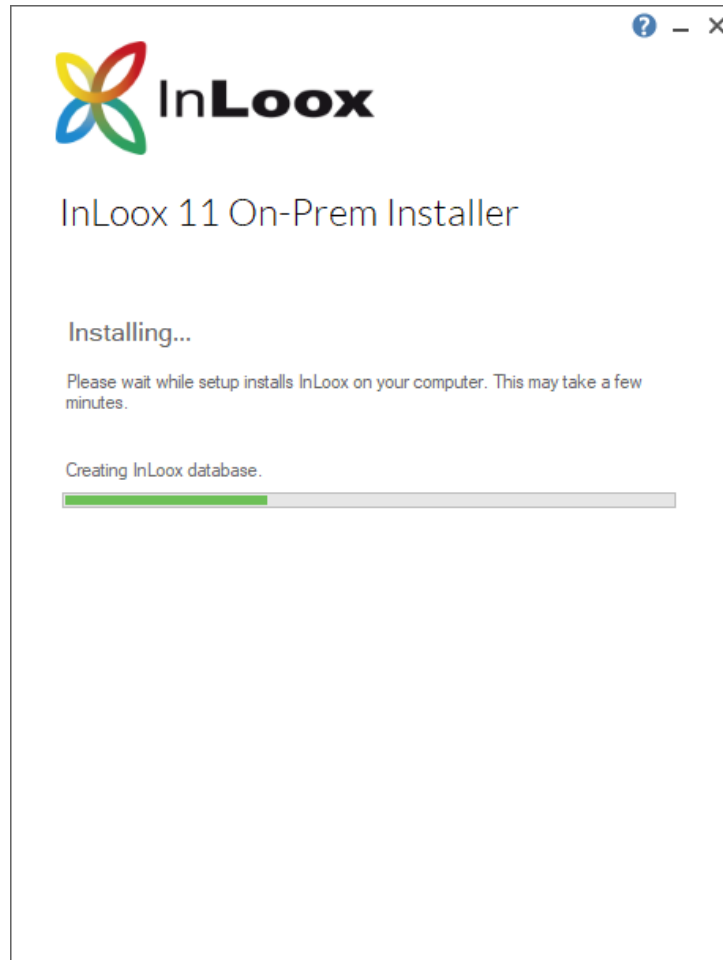 InLoox
InLoox 11 On-Prem Installer
Installing...
Please wait while setup installs InLoox on your computer. This may take a few
minutes.
Creating InLoox database.